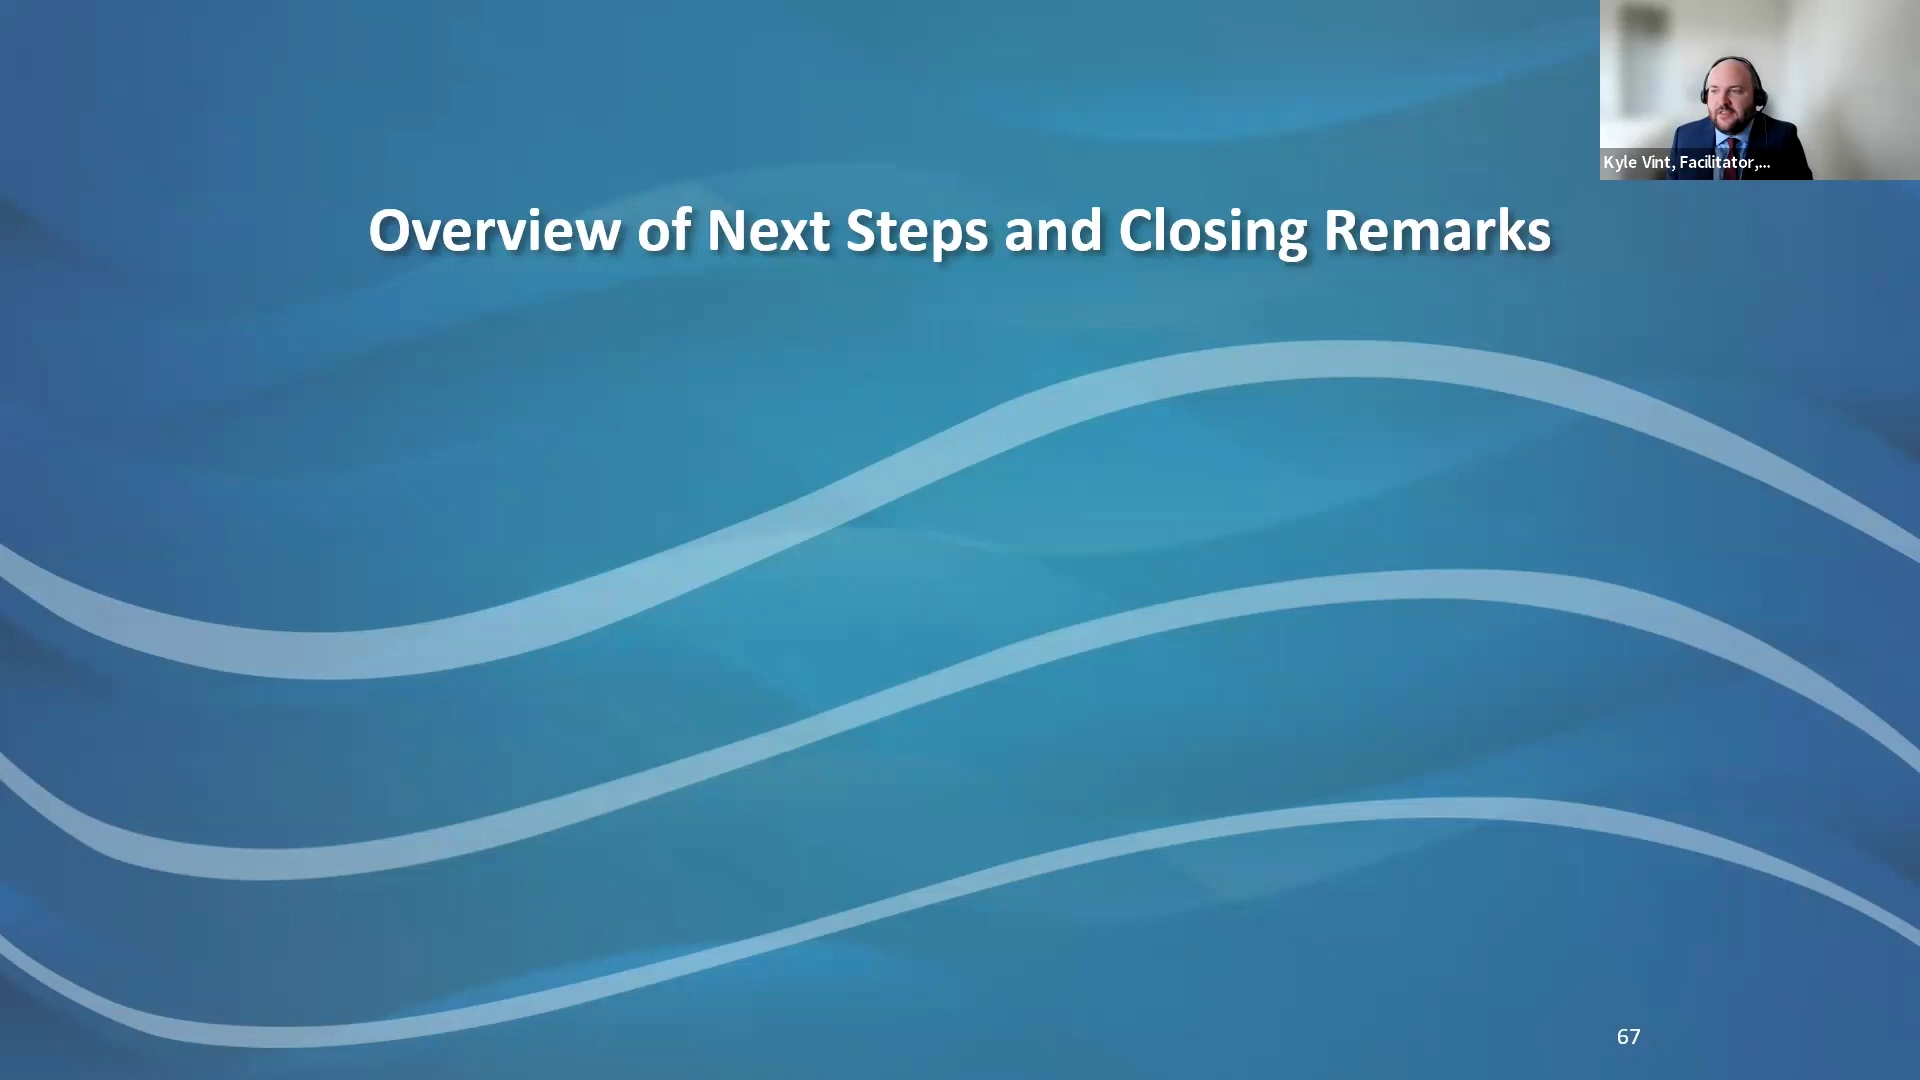 Kyle Vint, Facilitator,...
Overview of Next Steps and Closing Remarks
67